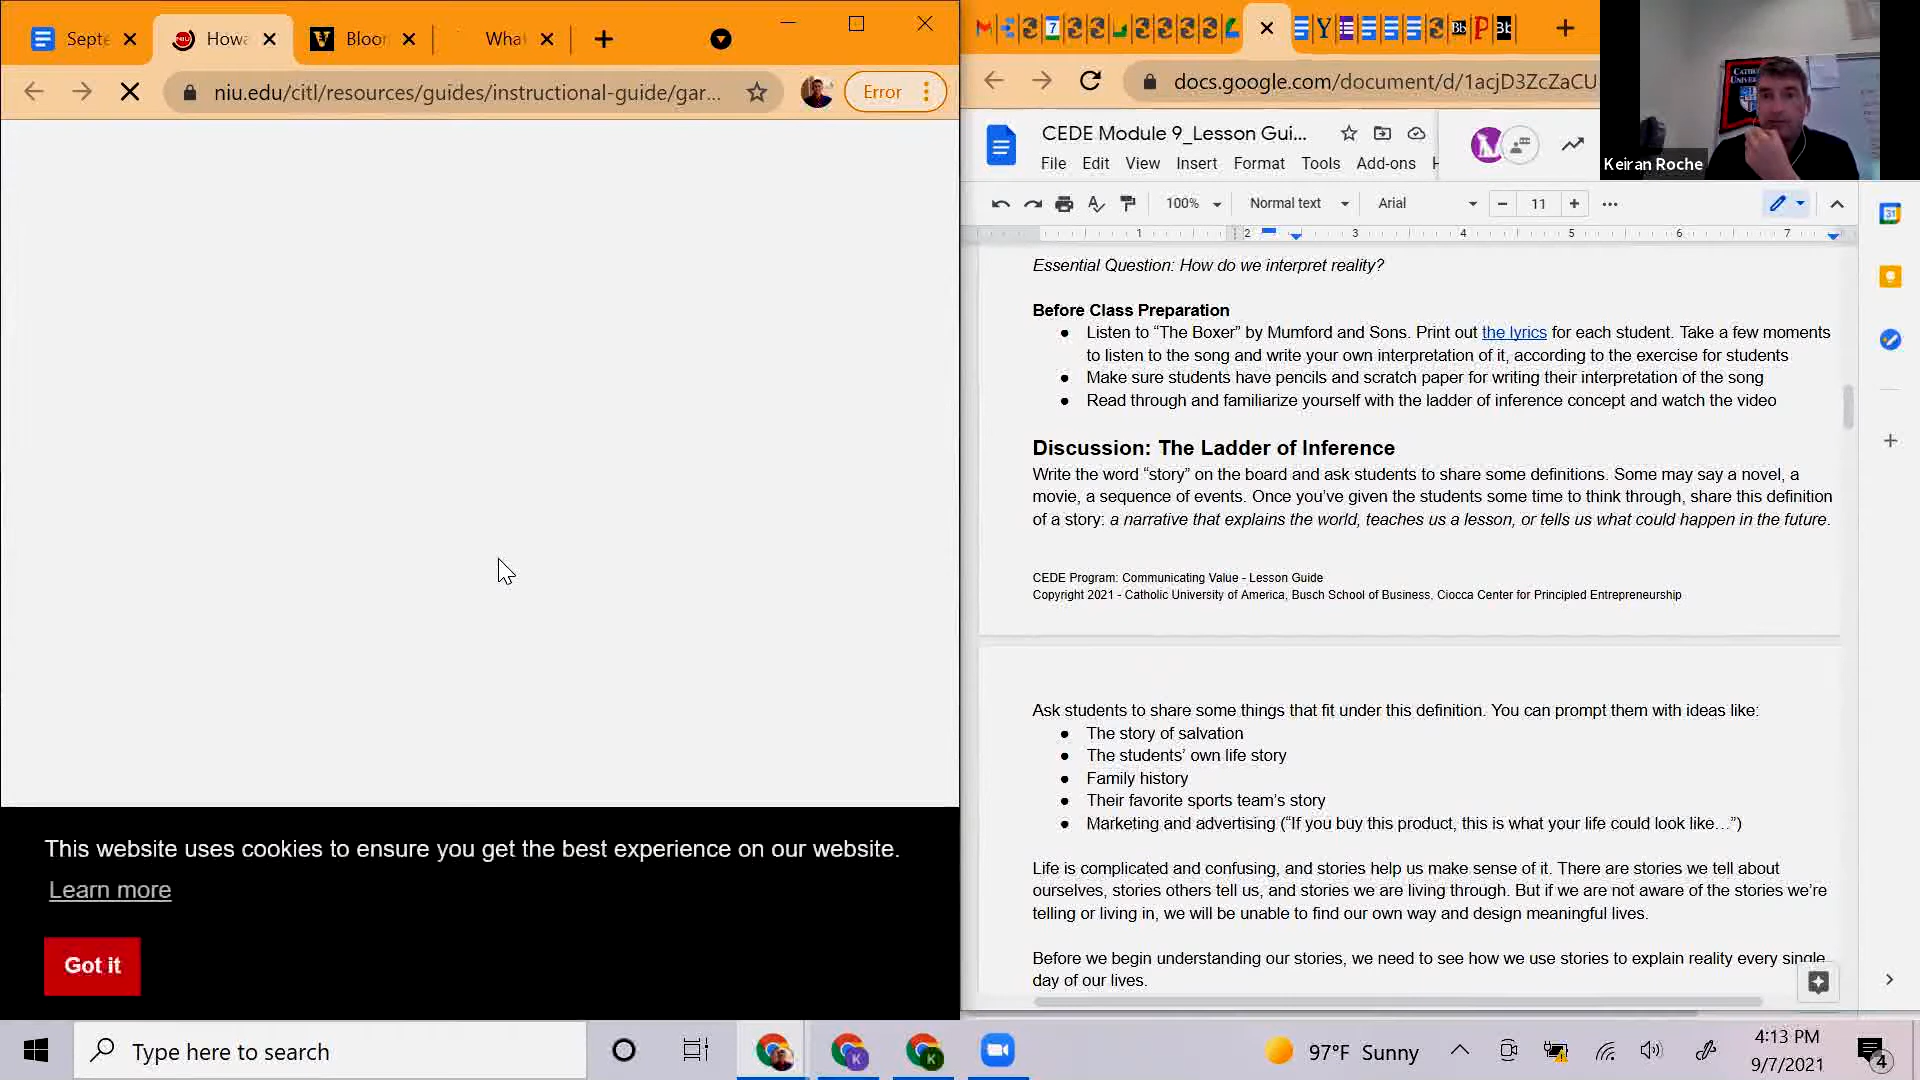 Septe
Howa
Bloor
What
niu.edu/citl/resources/guides/instructional-guide/gar...
Error
This website uses cookies to ensure you get the best experience on our website.
Learn more
Got it
docs.google.com/document/d/1acjD3ZcZaCU
CEDE Module 9_Lesson Gui...
File Edit View Insert Format Tools Add-ons
100% Normal text Arial 11
1 2 3 4 5 6 7
Keiran Roche
Essential Question: How do we interpret reality?
Before Class Preparation
● Listen to “The Boxer” by Mumford and Sons. Print out the lyrics for each student. Take a few moments
to listen to the song and write your own interpretation of it, according to the exercise for students
● Make sure students have pencils and scratch paper for writing their interpretation of the song
● Read through and familiarize yourself with the ladder of inference concept and watch the video
Discussion: The Ladder of Inference
Write the word “story” on the board and ask students to share some definitions. Some may say a novel, a
movie, a sequence of events. Once you’ve given the students some time to think through, share this definition
of a story: a narrative that explains the world, teaches us a lesson, or tells us what could happen in the future.
CEDE Program: Communicating Value - Lesson Guide
Copyright 2021 - Catholic University of America, Busch School of Business, Ciocca Center for Principled Entrepreneurship
Ask students to share some things that fit under this definition. You can prompt them with ideas like:
● The story of salvation
● The students’ own life story
● Family history
● Their favorite sports team’s story
● Marketing and advertising (“If you buy this product, this is what your life could look like…”)
Life is complicated and confusing, and stories help us make sense of it. There are stories we tell about
ourselves, stories others tell us, and stories we are living through. But if we are not aware of the stories we’re
telling or living in, we will be unable to find our own way and design meaningful lives.
Before we begin understanding our stories, we need to see how we use stories to explain reality every single
day of our lives.
Type here to search
97°F Sunny
4:13 PM
9/7/2021
4